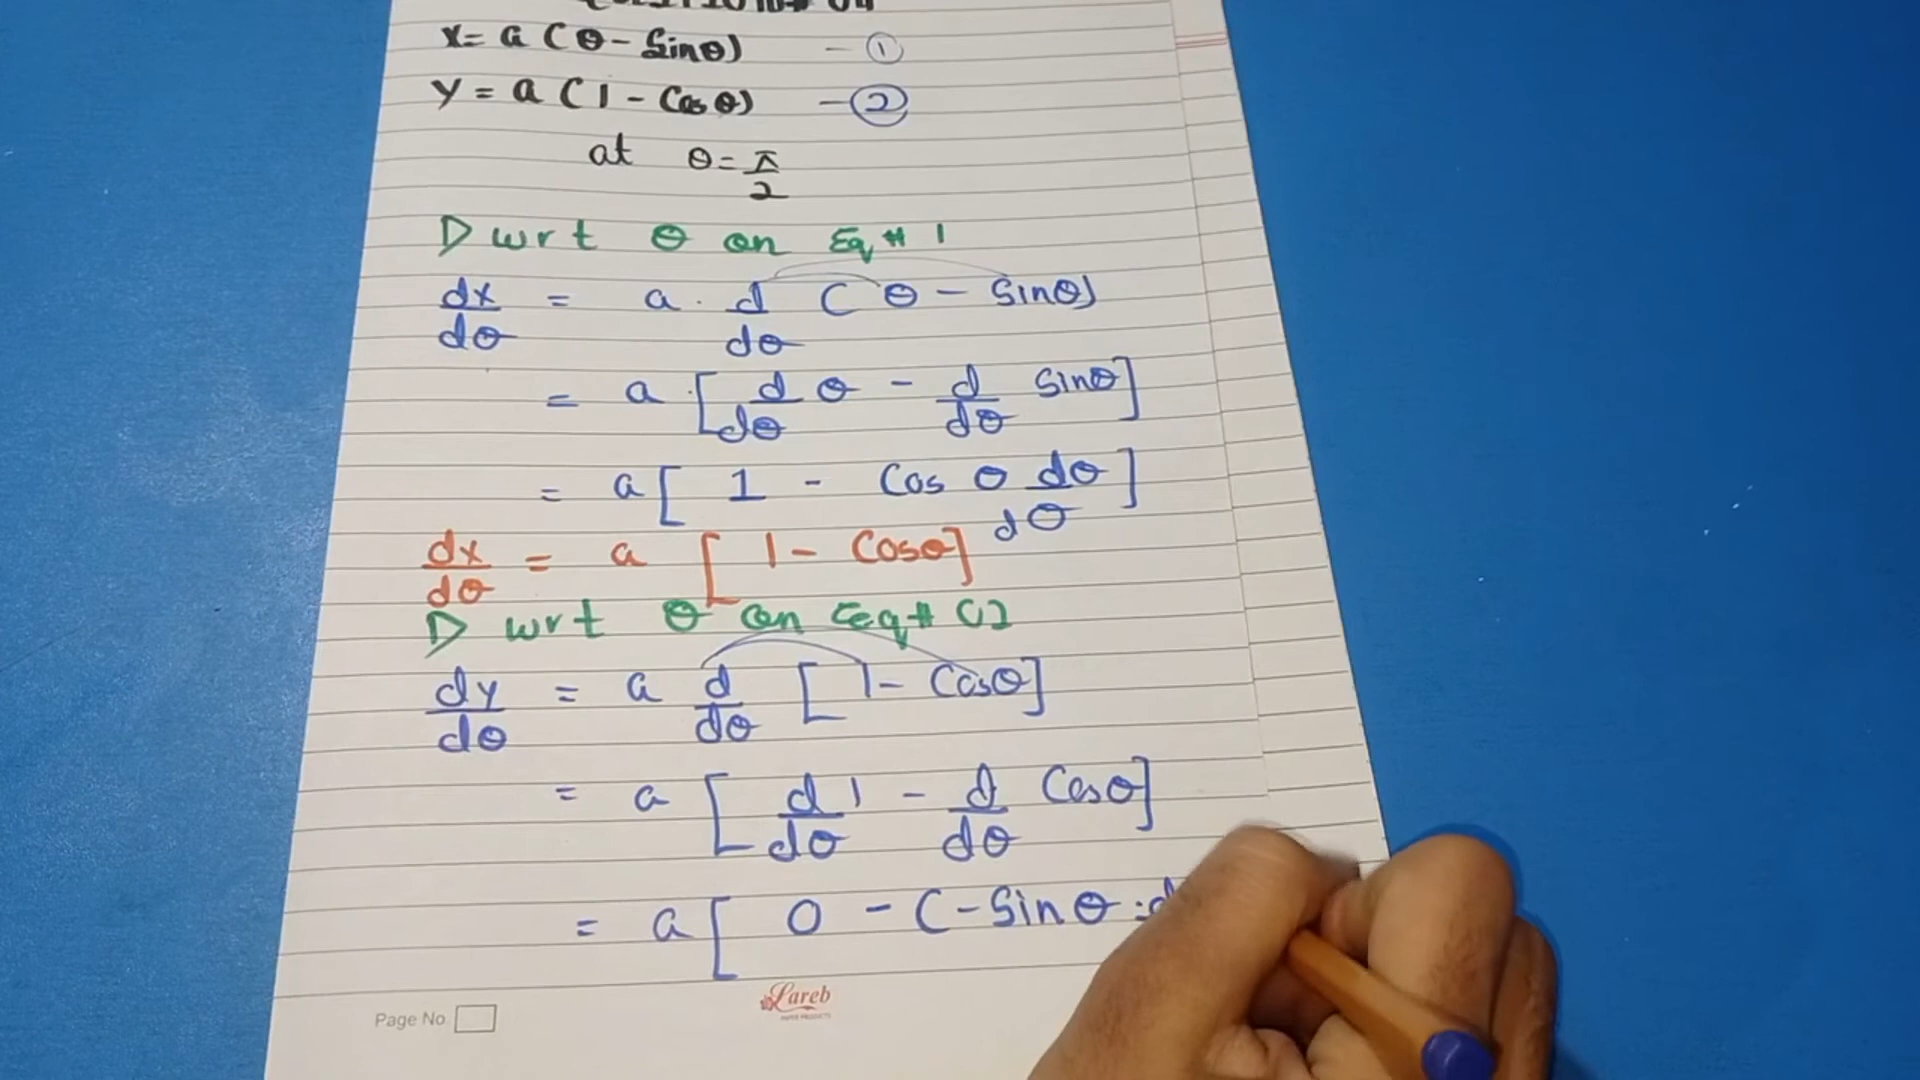 x = a (θ - Sinθ) - ①
y = a (1 - Cosθ) - ②
at θ = π/2
D wrt θ on Eq # 1
dx/dθ = a · d/dθ (θ - Sinθ)
= a [d/dθ θ - d/dθ Sinθ]
= a [1 - Cos θ dθ/dθ]
dx/dθ = a [1 - Cosθ]
D wrt θ on Eq #
dy/dθ = a d/dθ [1 - Cosθ]
= a [d/dθ 1 - d/dθ Cosθ]
= a [0 - (-Sinθ · d
Page No.
Lareb
PAPER PRODUCTS